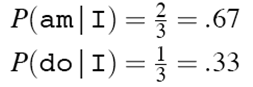 P(am|I) = 2/3 = .67
P(do|I) = 1/3 = .33